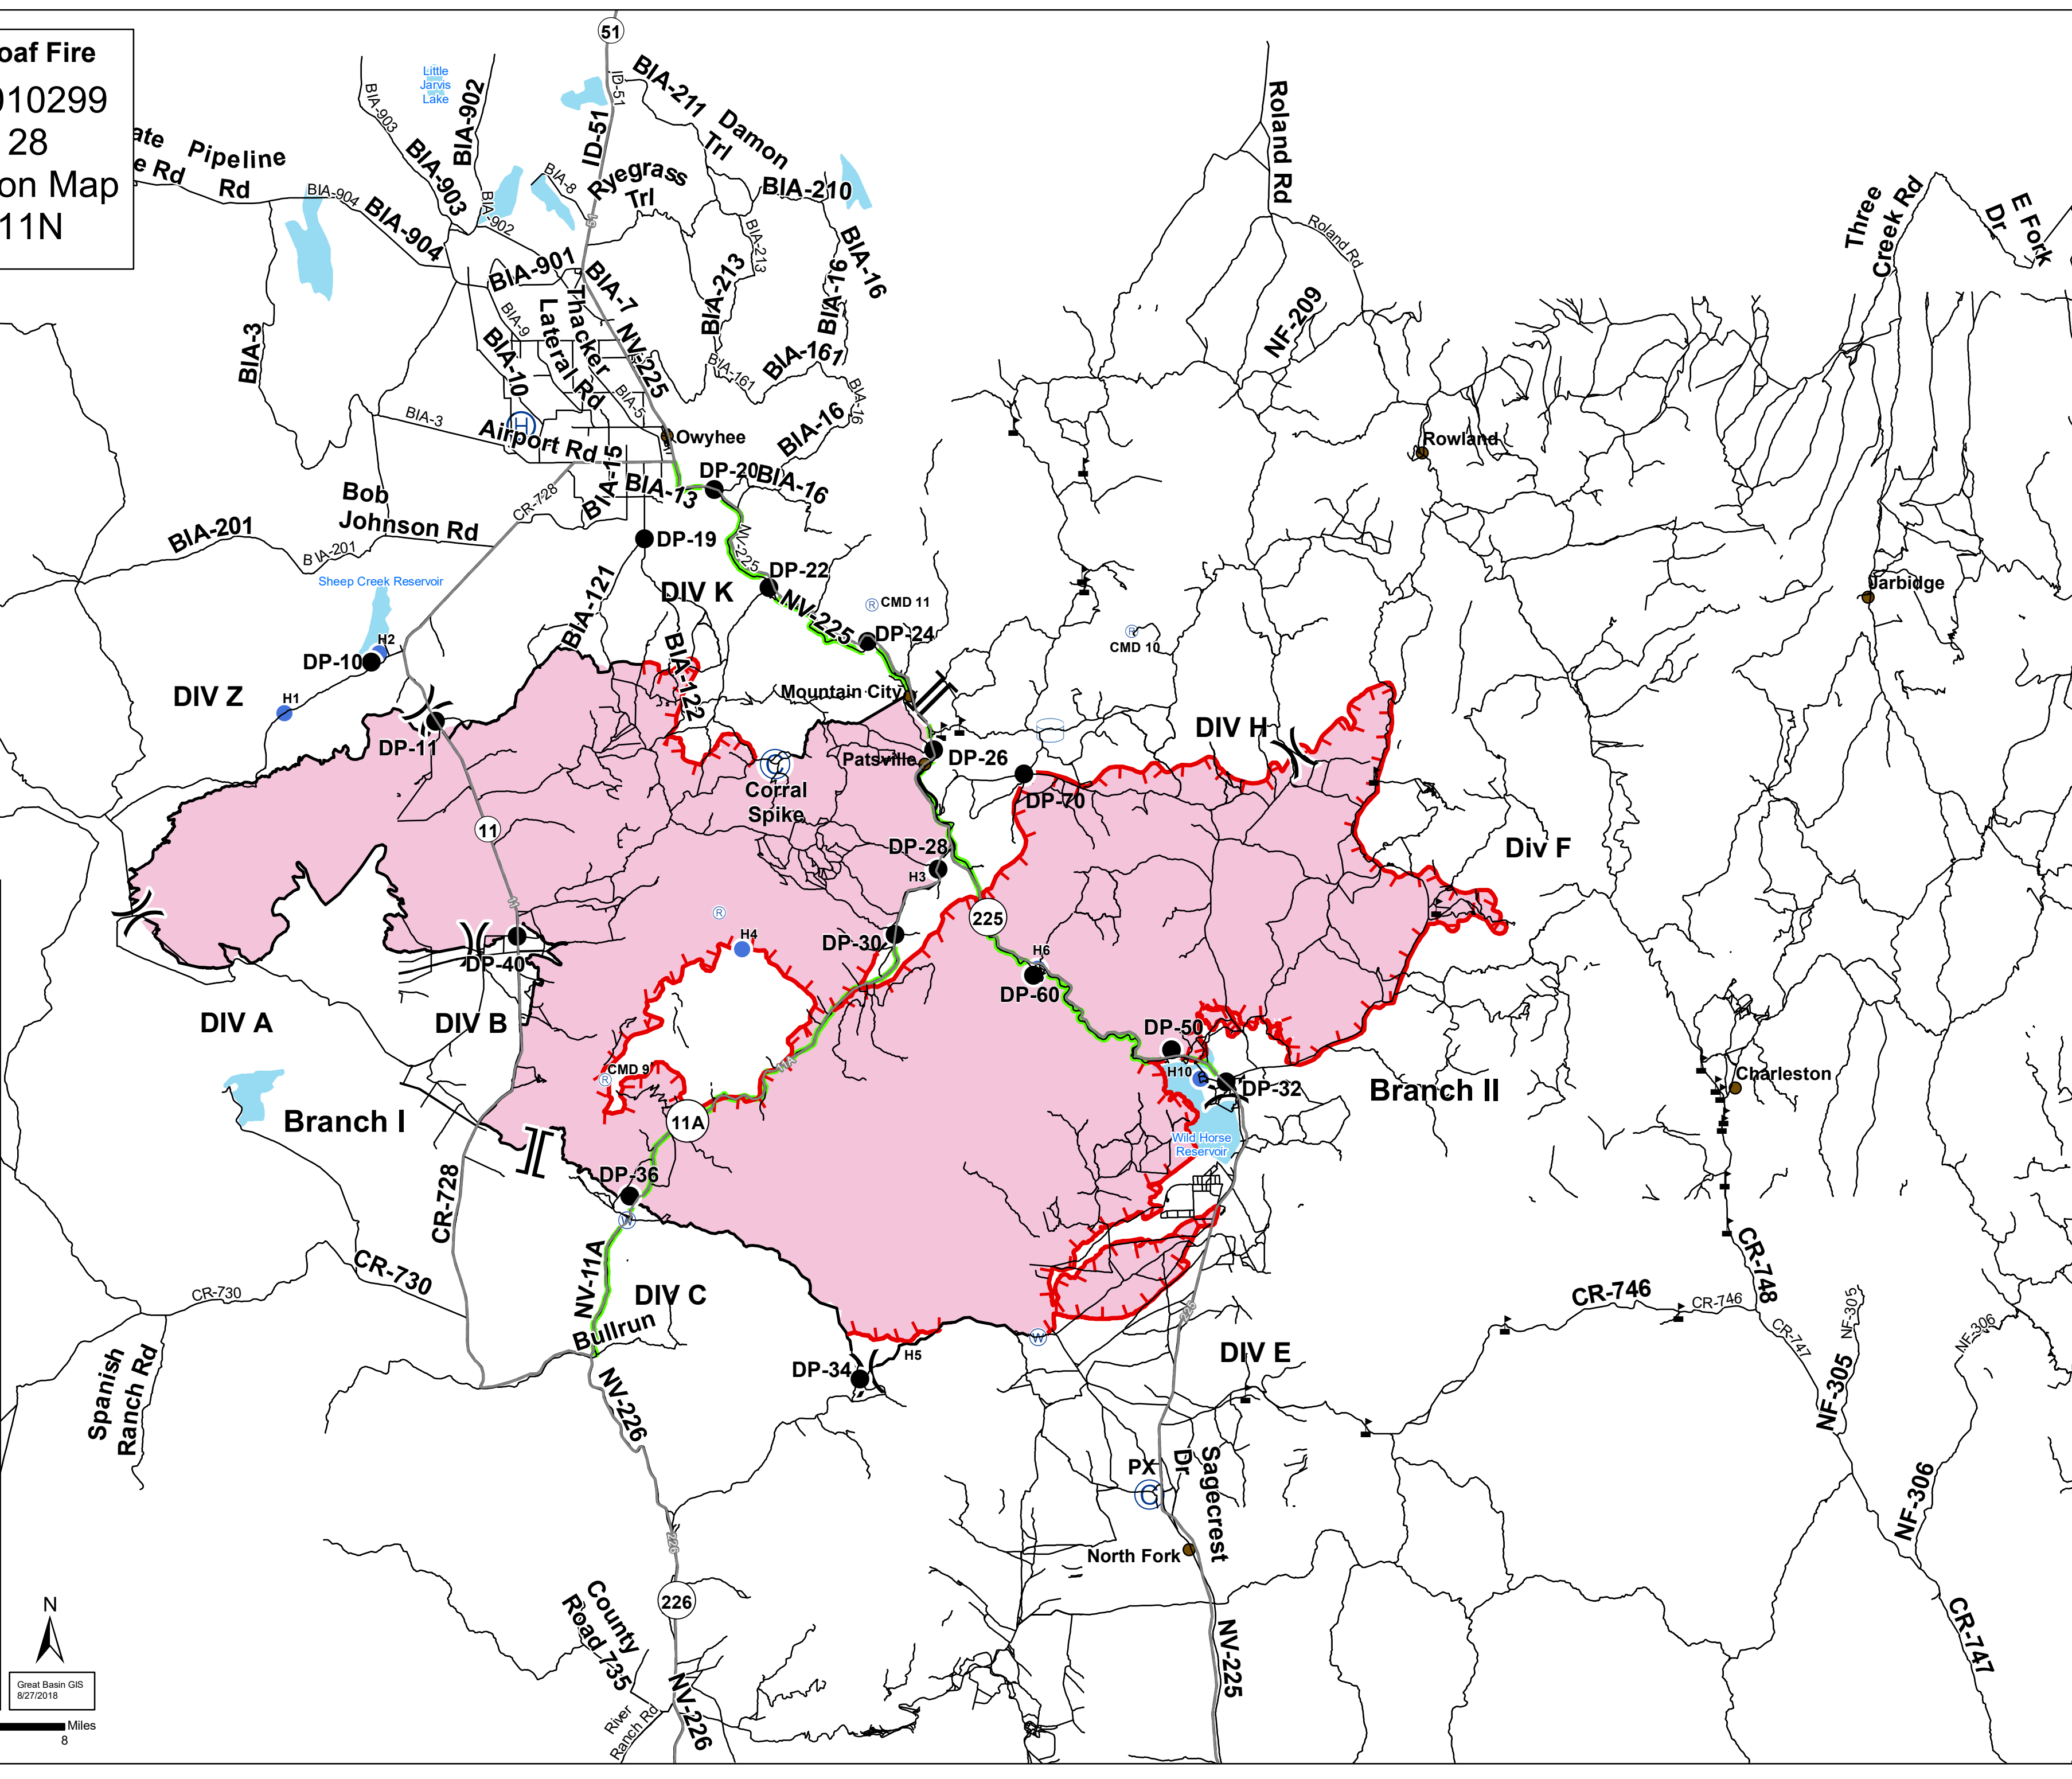 oaf Fire
010299
28
on Map
11N
51
Little
Jarvis
Lake
BIA-903
BIA-902
ID-51
ID-51
BIA-211
Damon
Trl
Roland Rd
Pipeline
Rd
ate
e Rd
BIA-904
BIA-904
BIA-903
BIA-902
BIA-8
Ryegrass
Trl
BIA-210
51
BIA-213
BIA-213
BIA-16
BIA-16
Roland Rd
Three
Creek Rd
E Fork
Dr
BIA-901
BIA-7
BIA-3
BIA-9
BIA-10
Thacker
Lateral Rd
NV-225
BIA-5
BIA-161
BIA-161
BIA-16
NF-209
BIA-3
H
Airport Rd
Owyhee
BIA-16
Rowland
BIA-15
BIA-13
DP-20
BIA-16
Bob
Johnson Rd
CR-728
BIA-201
BIA-201
DP-19
NV-225
Sheep Creek Reservoir
BIA-121
DIV K
DP-22
NV-225
R
CMD 11
Jarbidge
DP-24
R
CMD 10
H2
DP-10
BIA-122
DIV Z
H1
Mountain City
DP-11
DIV H
Patsville
DP-26
C
Corral
Spike
DP-70
11
DP-28
H3
Div F
11
R
H4
225
DP-30
DP-40
H6
DP-60
DIV A
DIV B
DP-50
R
CMD 9
11A
H10
B
DP-32
Branch II
Charleston
Branch I
11A
Wild Horse
Reservoir
DP-36
W
CR-728
CR-730
CR-730
NV-11A
DIV C
Bullrun
CR-748
CR-746
CR-746
225
NF-305
NF-306
CR-747
W
H5
DP-34
DIV E
Spanish
Ranch Rd
NV-226
NF-305
PX
C
Dr
Sagecrest
NF-306
226
North Fork
226
County
Road 735
N
CR-747
NV-225
Great Basin GIS
8/27/2018
River
Ranch Rd
NV-226
Miles
8